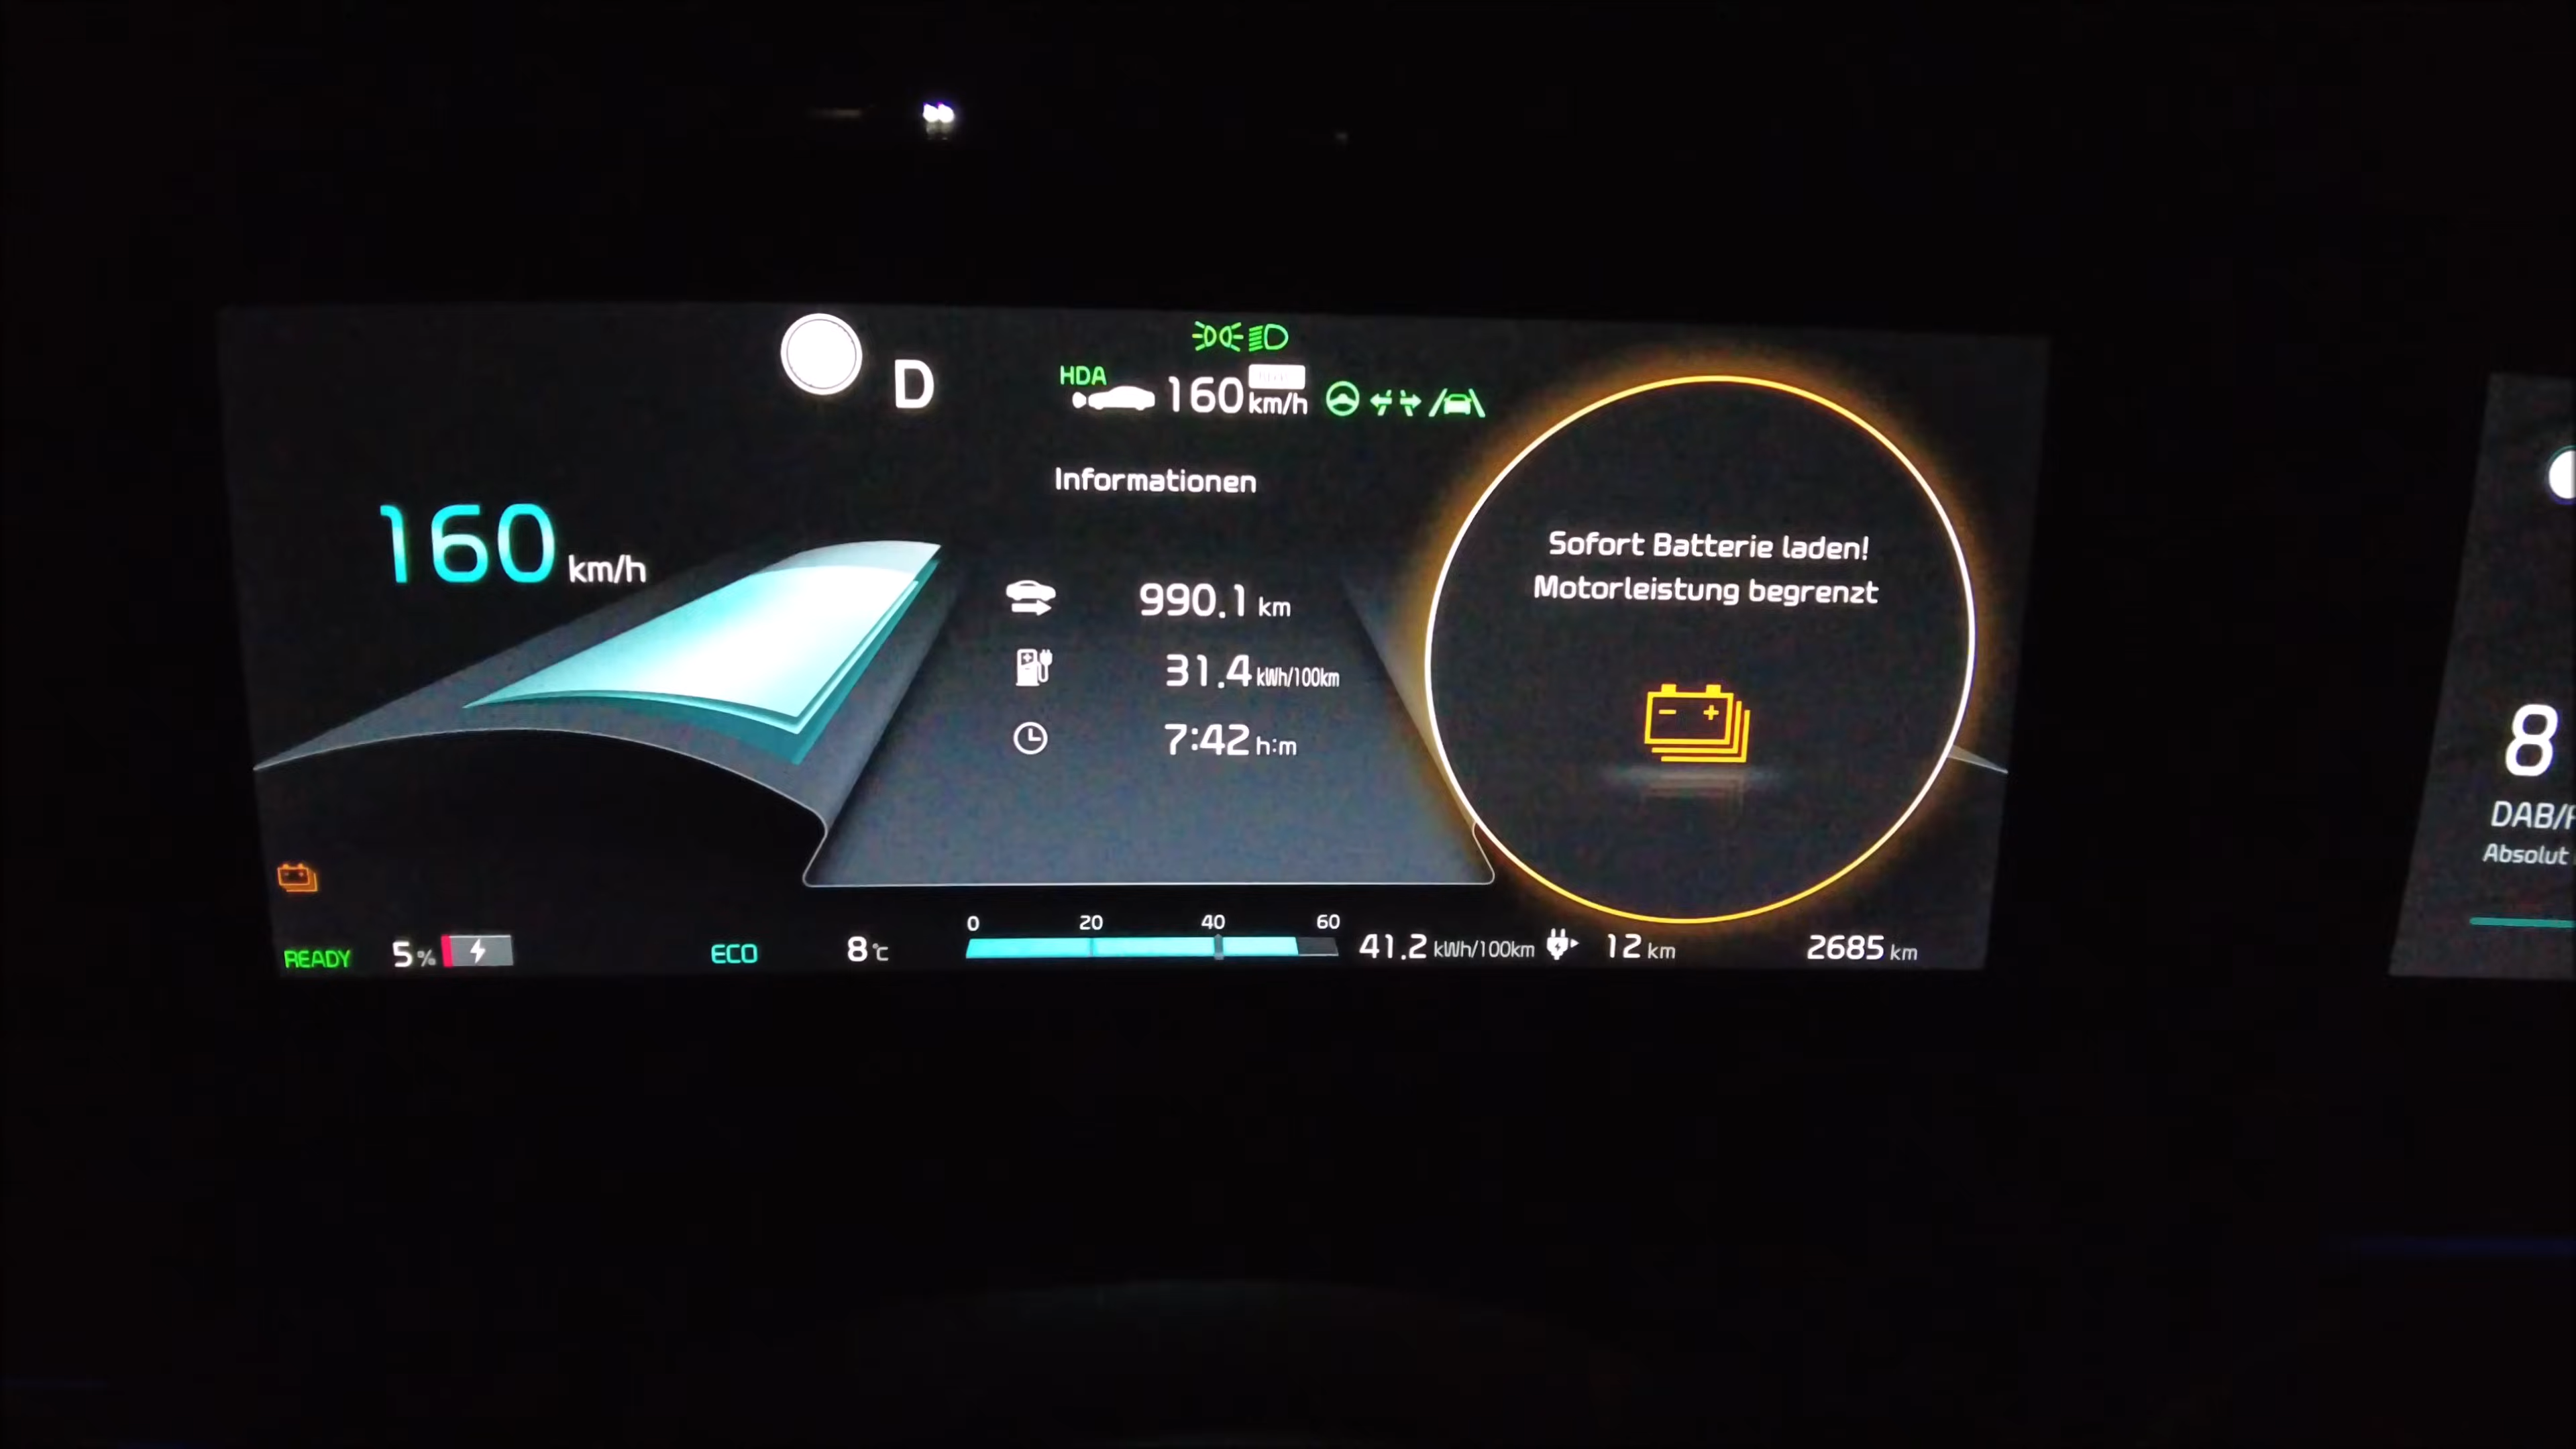 D
HDA
160 km/h
Informationen
160 km/h
990.1 km
31.4 kWh/100km
7:42 h:m
Sofort Batterie laden!
Motorleistung begrenzt
- +
READY
5%
ECO
8°C
0 20 40 60
41.2 kWh/100km
12 km
2685 km
8
DAB/F
Absolut